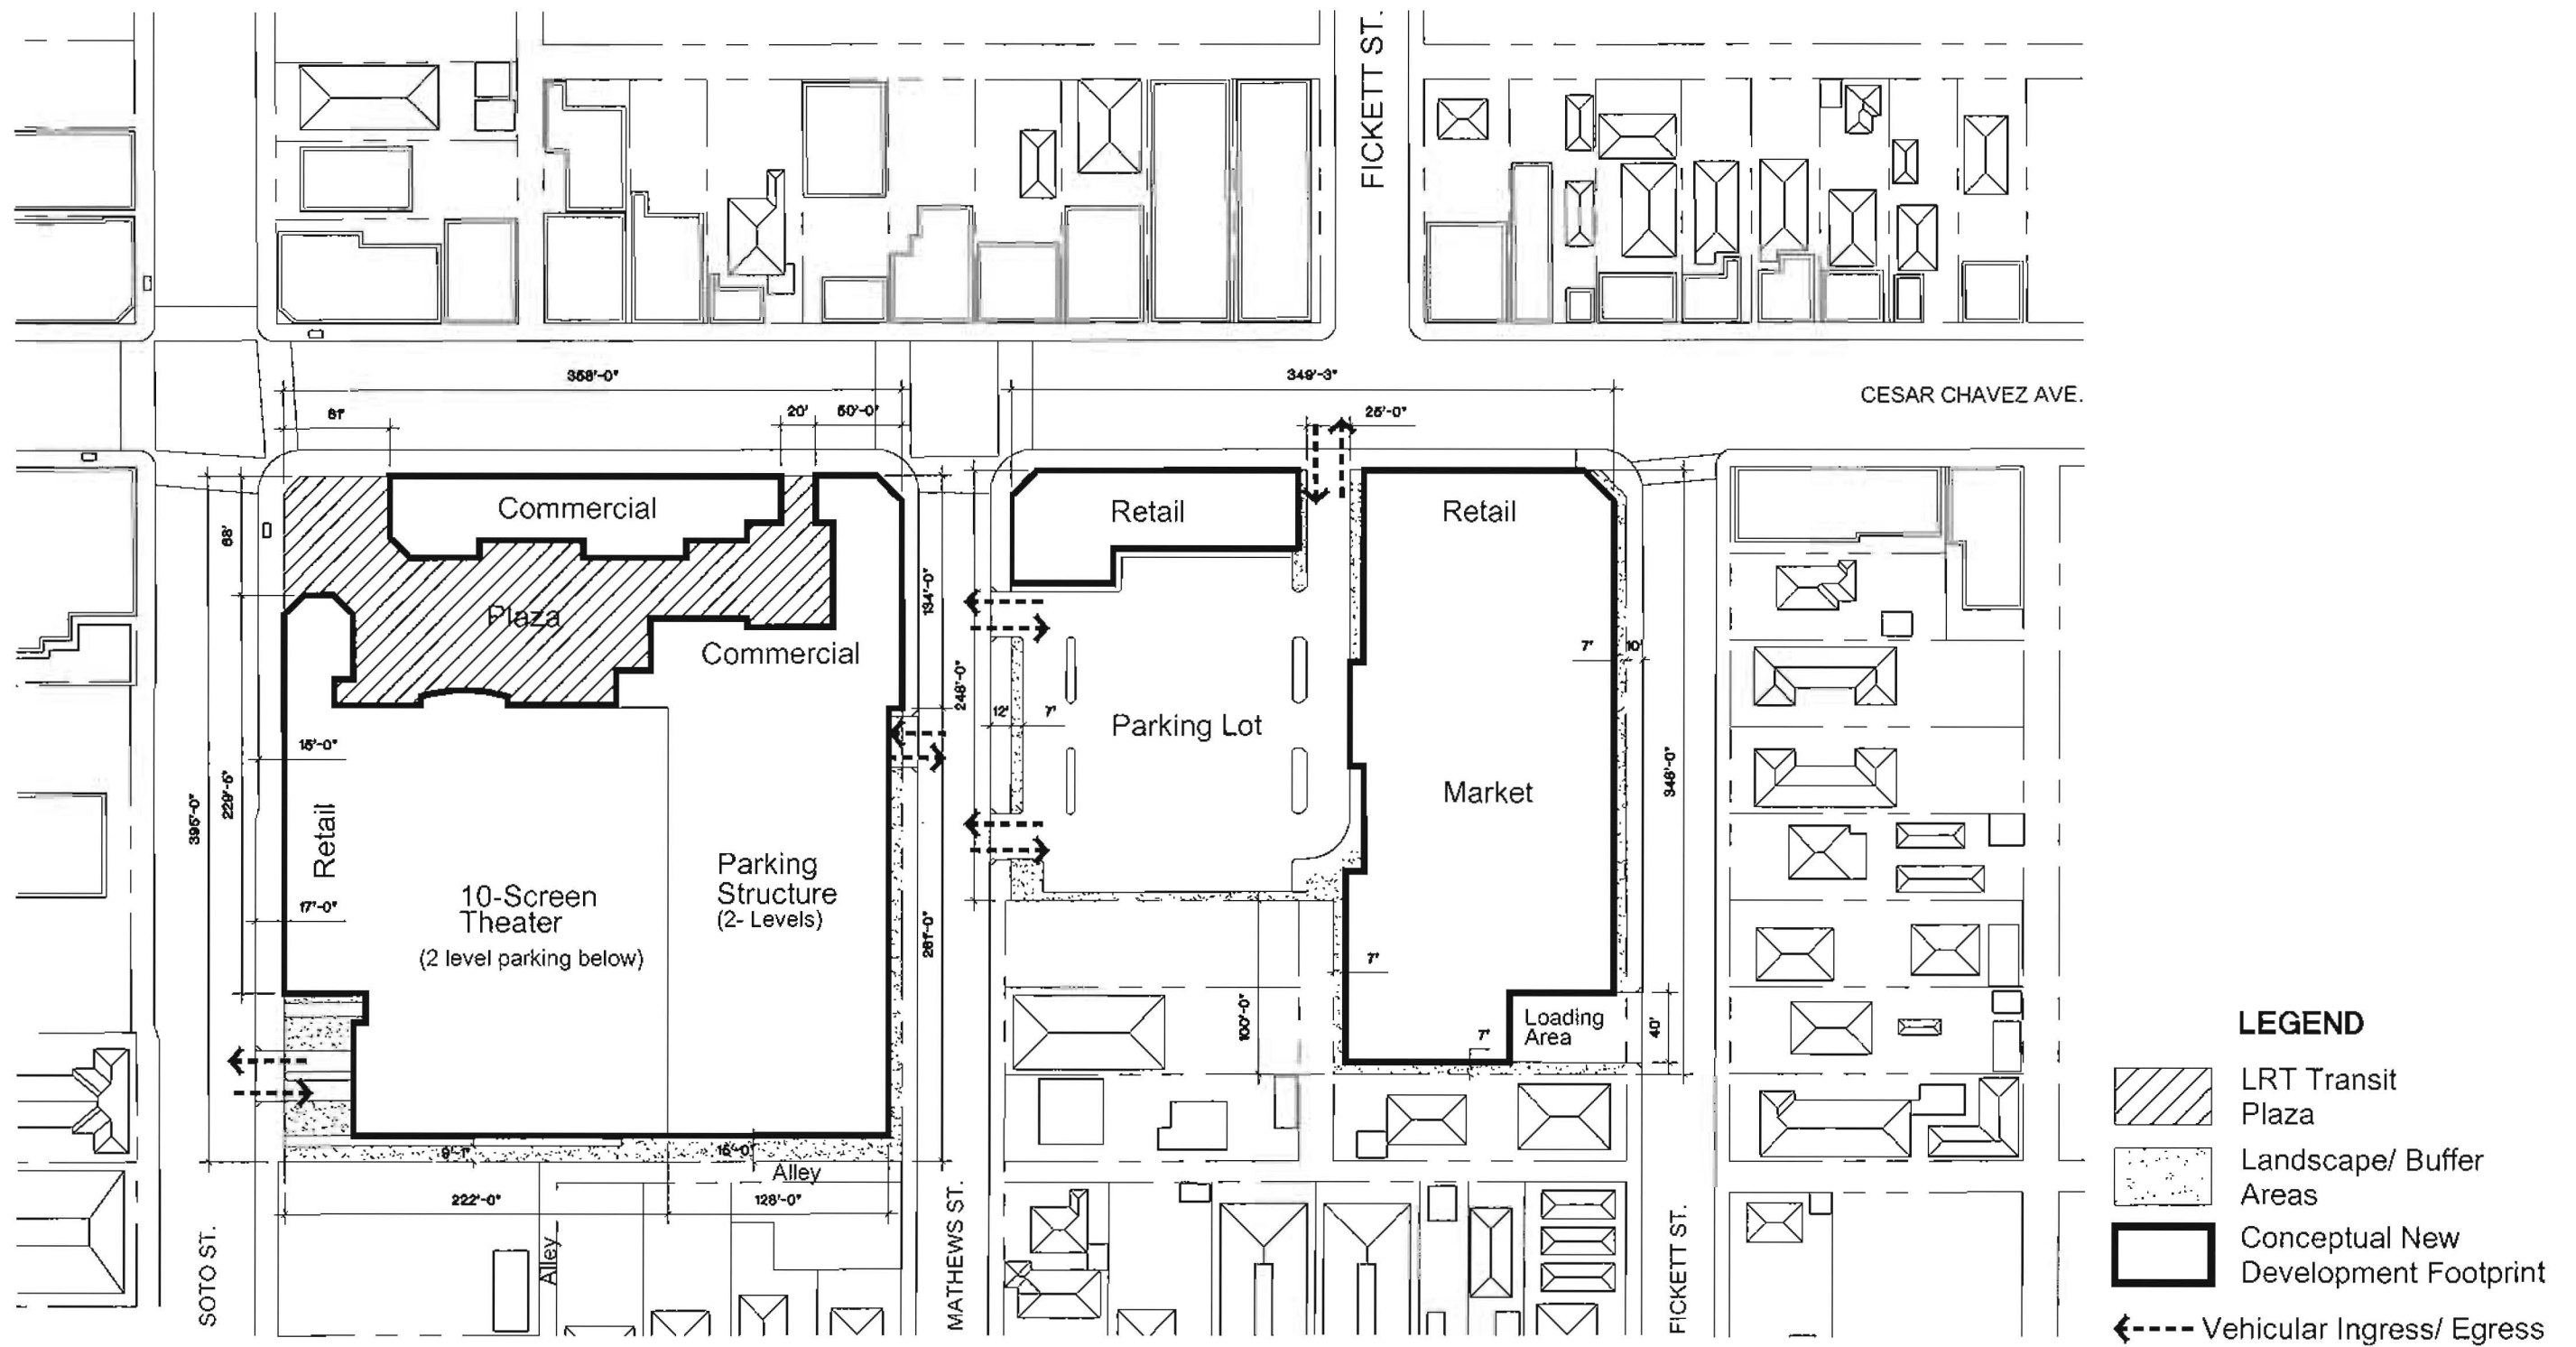 FICKETT ST.
358'-0"
349'-3"
CESAR CHAVEZ AVE.
61'
20'
50'-0"
25'-0"
Commercial
Retail
Retail
68'
134'-0"
Plaza
Commercial
7'
10'
248'-0"
12'
7'
Parking Lot
15'-0"
229'-5"
395'-0"
348'-0"
Market
Retail
Parking
Structure
(2- Levels)
10-Screen
Theater
(2 level parking below)
17'-0"
261'-0"
7'
100'-0"
Loading
Area
7'
40'
15'-0"
Alley
222'-0"
128'-0"
Alley
SOTO ST.
MATHEWS ST.
FICKETT ST.
LEGEND
LRT Transit
Plaza
Landscape/ Buffer
Areas
Conceptual New
Development Footprint
Vehicular Ingress/ Egress